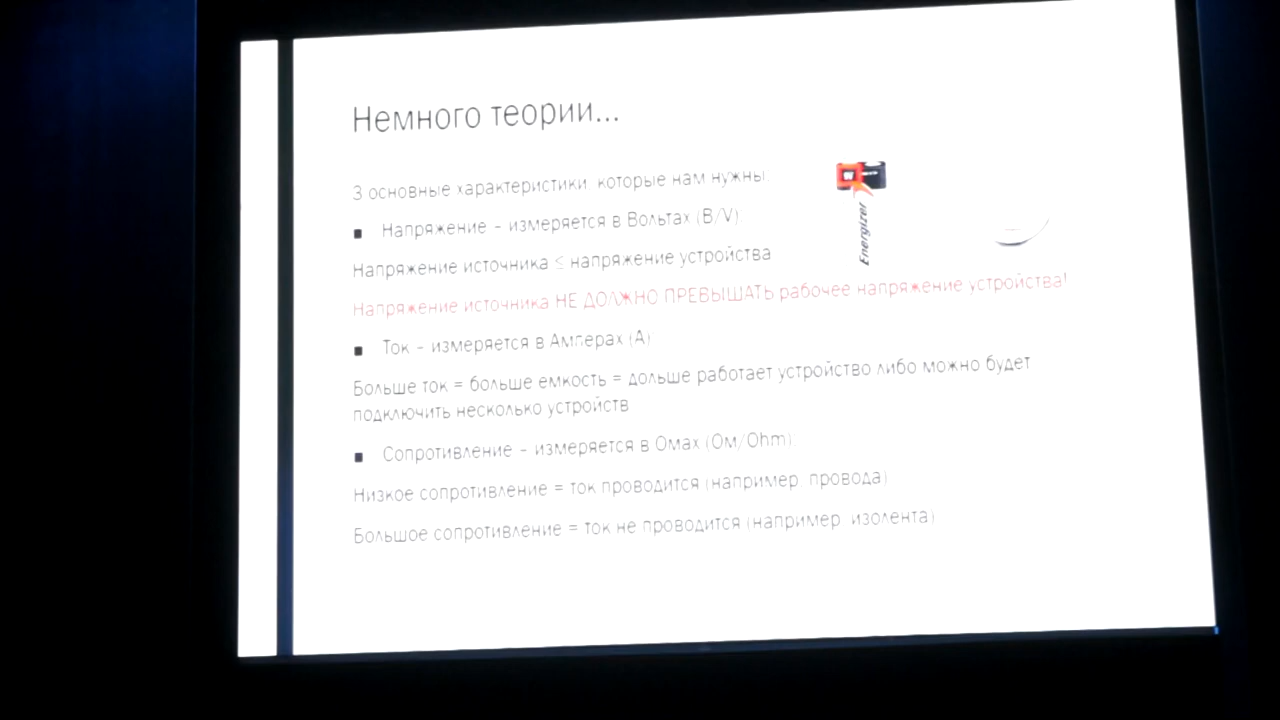 Немного теории...
3 основные характеристики, которые нам нужны:
Напряжение – измеряется в Вольтах (В/V)
Напряжение источника ≤ напряжение устройства
Напряжение источника НЕ ДОЛЖНО ПРЕВЫШАТЬ рабочее напряжение устройства!
Ток – измеряется в Амперах (А)
Больше ток = больше емкость = дольше работает устройство либо можно будет
подключить несколько устройств
Сопротивление – измеряется в Омах (Ом/Ohm)
Низкое сопротивление = ток проводится (например, провода)
Большое сопротивление = ток не проводится (например, изолента)
Energizer